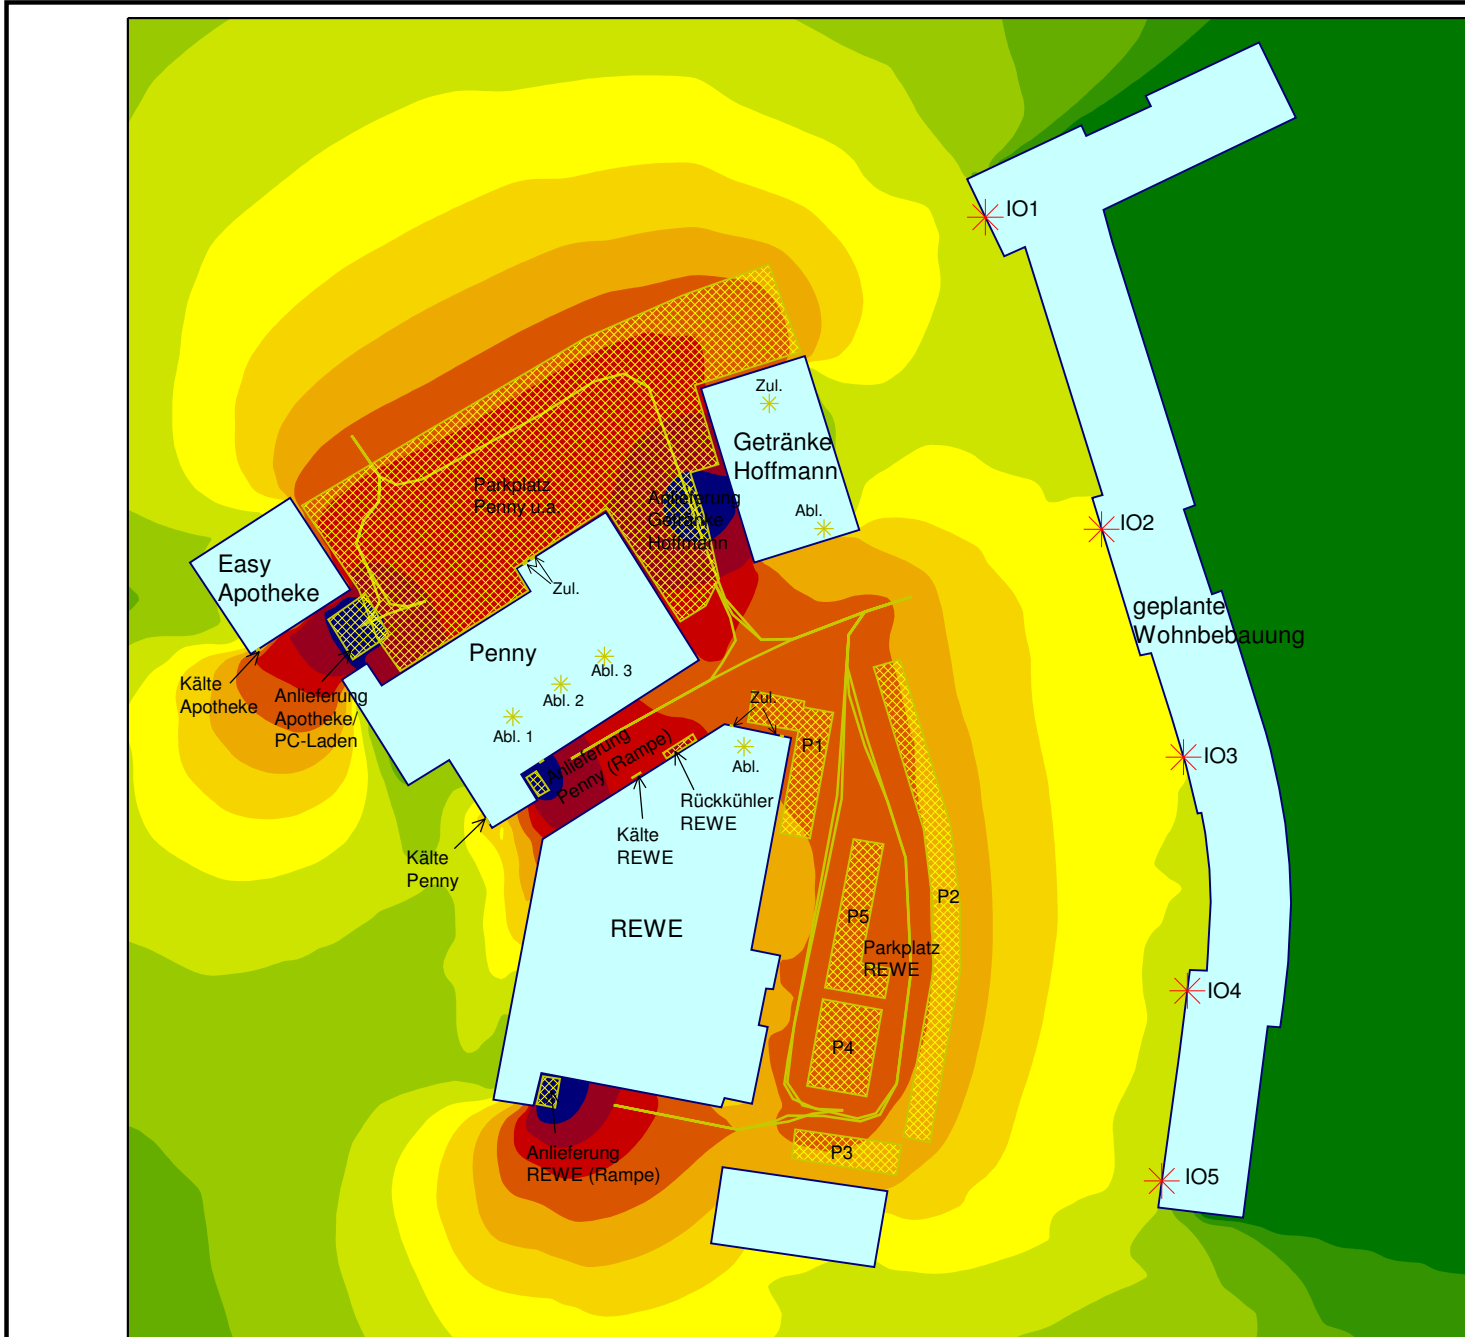 IO1
Zul.
Getränke
Hoffmann
Parkplatz
Penny u.a.
Anlieferung
Getränke
Hoffmann
Abl.
IO2
Easy
Apotheke
Zul.
geplante
Wohnbebauung
Penny
Abl. 3
Abl. 2
Abl. 1
Kälte
Apotheke
Anlieferung
Apotheke/
PC-Laden
Zul.
P1
Abl.
IO3
Anlieferung
Penny (Rampe)
Rückkühler
REWE
Kälte
REWE
Kälte
Penny
P2
P5
REWE
Parkplatz
REWE
IO4
P4
Anlieferung
REWE (Rampe)
P3
IO5